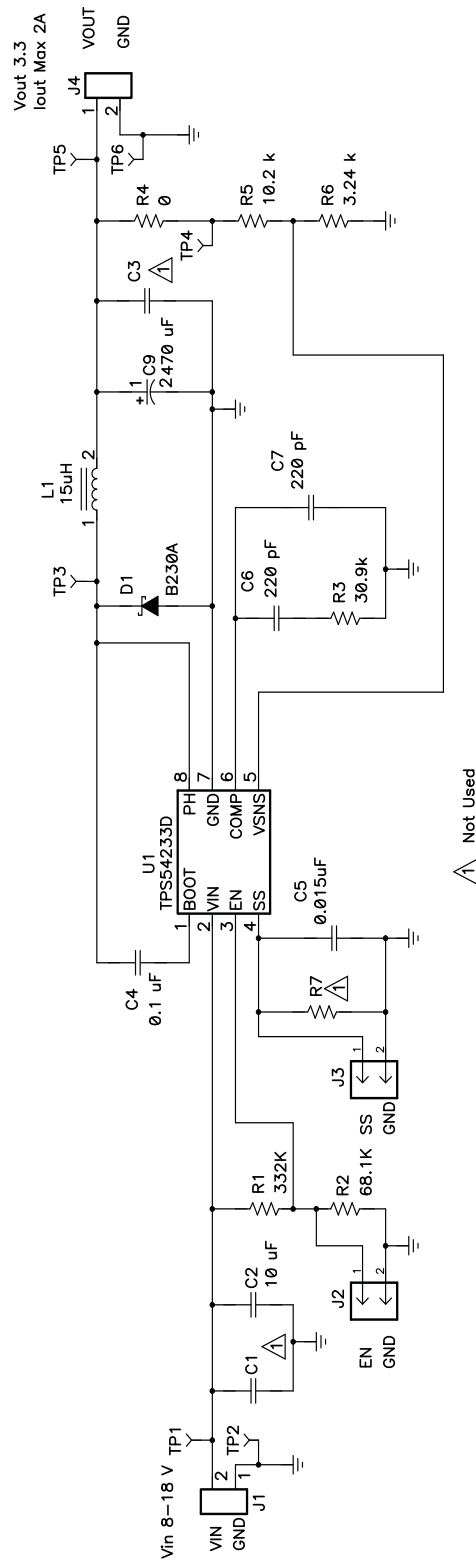 Vin 8-18 V
VIN
GND
2
1
J1
TP1
TP2
C1
1
C2
10 uF
R1
332K
R2
68.1K
EN
GND
J2
1
2
SS
GND
J3
1
2
R7
1
C5
0.015uF
C4
0.1 uF
U1
TPS54233D
1
BOOT
2
VIN
3
EN
4
SS
PH
8
GND
7
COMP
6
VSNS
5
TP3
D1
B230A
L1
15uH
1
2
C6
220 pF
R3
30.9k
C7
220 pF
+
1
C9
2470 uF
C3
1
R4
0
TP4
R5
10.2 k
R6
3.24 k
TP5
TP6
J4
1
2
VOUT
GND
Vout 3.3
Iout Max 2A
1
Not Used